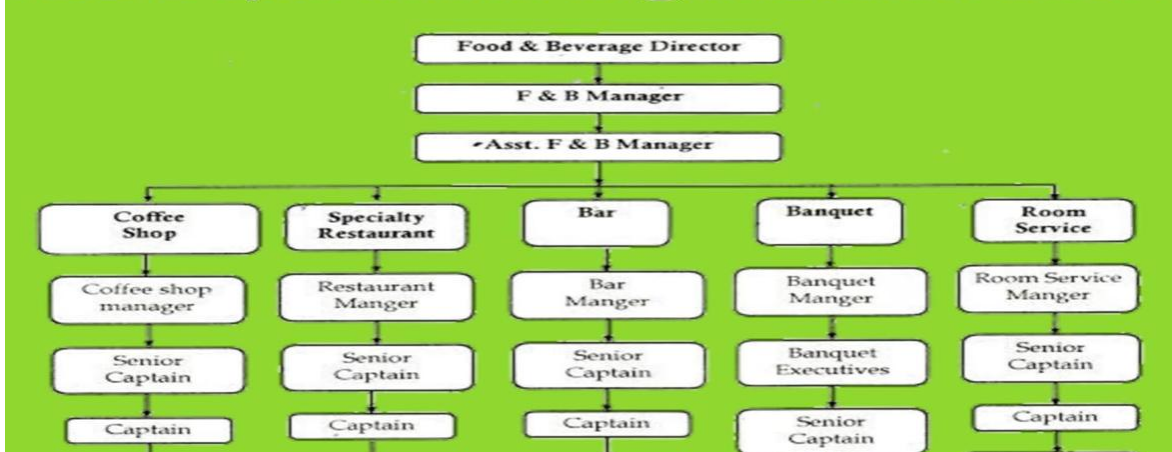 Food & Beverage Director
F & B Manager
Asst. F & B Manager
Coffee
Shop
Specialty
Restaurant
Bar
Banquet
Room
Service
Coffee shop
manager
Restaurant
Manger
Bar
Manger
Banquet
Manger
Room Service
Manger
Senior
Captain
Senior
Captain
Senior
Captain
Banquet
Executives
Senior
Captain
Captain
Captain
Captain
Senior
Captain
Captain